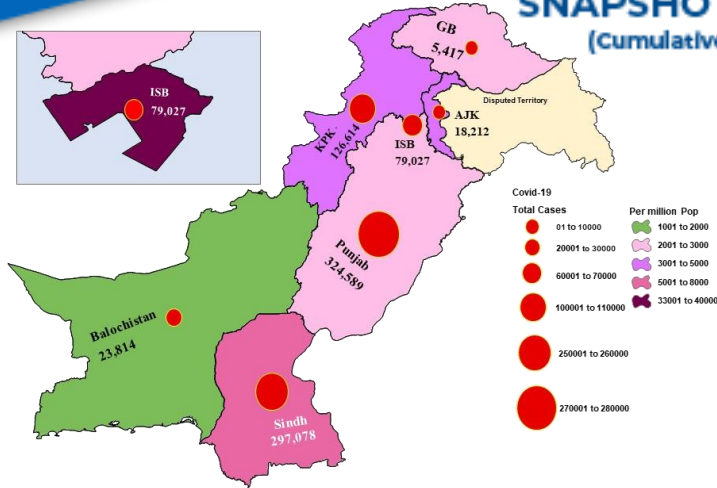 SNAPSHO
(Cumulative
ISB
79,027
GB
5,417
Disputed Territory
AJK
18,212
KPK
126,614
ISB
79,027
Punjab
324,589
Balochistan
23,814
Sindh
297,078
Covid-19
Total Cases
01 to 10000
20001 to 30000
60001 to 70000
100001 to 110000
250001 to 260000
270001 to 280000
Per million Pop
1001 to 2000
2001 to 3000
3001 to 5000
5001 to 8000
33001 to 40000